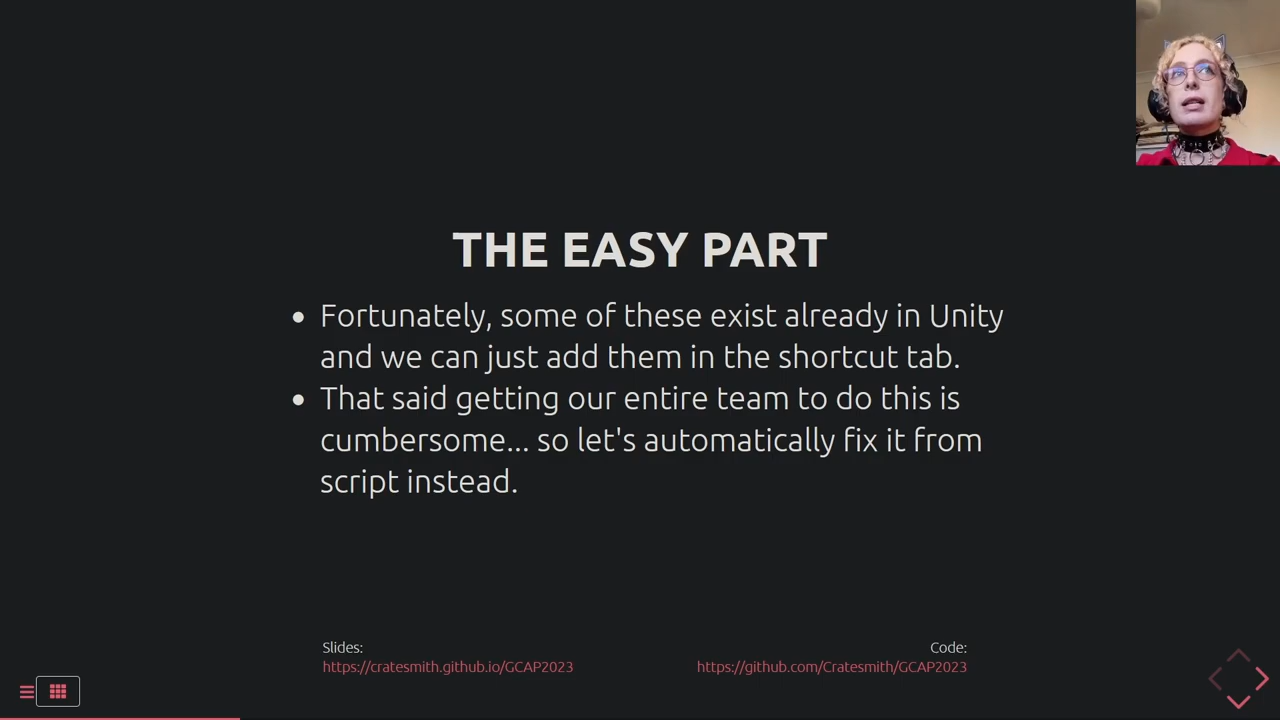 THE EASY PART
Fortunately, some of these exist already in Unity
and we can just add them in the shortcut tab.
That said getting our entire team to do this is
cumbersome... so let's automatically fix it from
script instead.
Slides:
https://cratesmith.github.io/GCAP2023
Code:
https://github.com/Cratesmith/GCAP2023